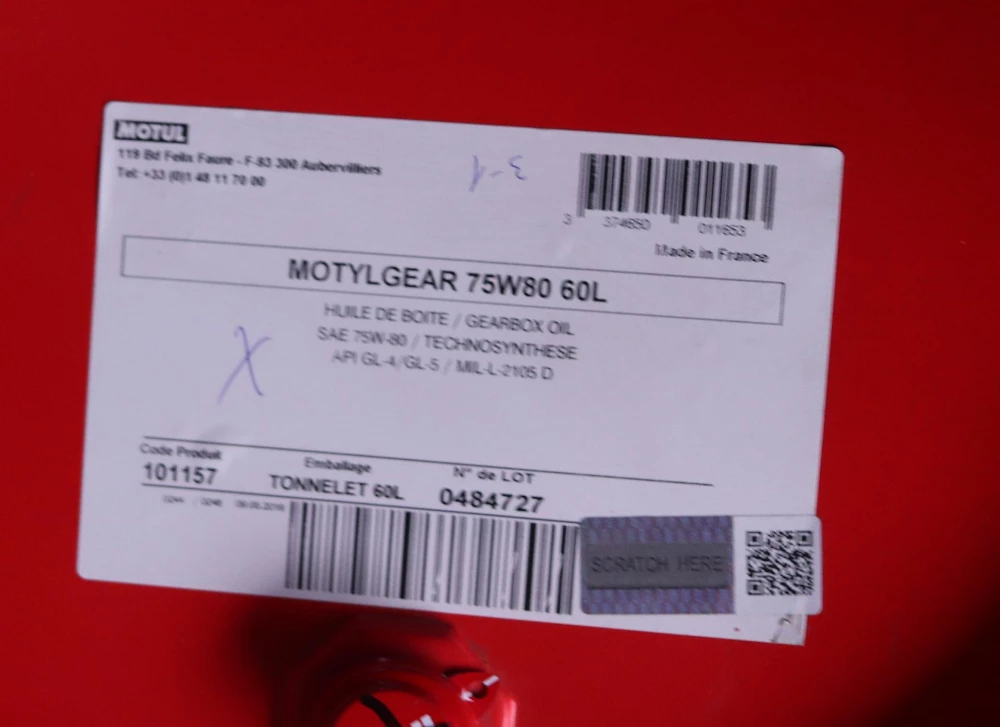 MOTUL
119 Bd Felix Faure - F-93 300 Aubervilliers
Tel: +33 (0)1 48 11 70 00
3 374650 011653
Made in France
MOTYLGEAR 75W80 60L
HUILE DE BOITE / GEARBOX OIL
SAE 75W-80 / TECHNOSYNTHESE
API GL-4/GL-5 / MIL-L-2105 D
X
Code Produit Emballage N° de LOT
101157 TONNELET 60L 0484727
SCRATCH HERE